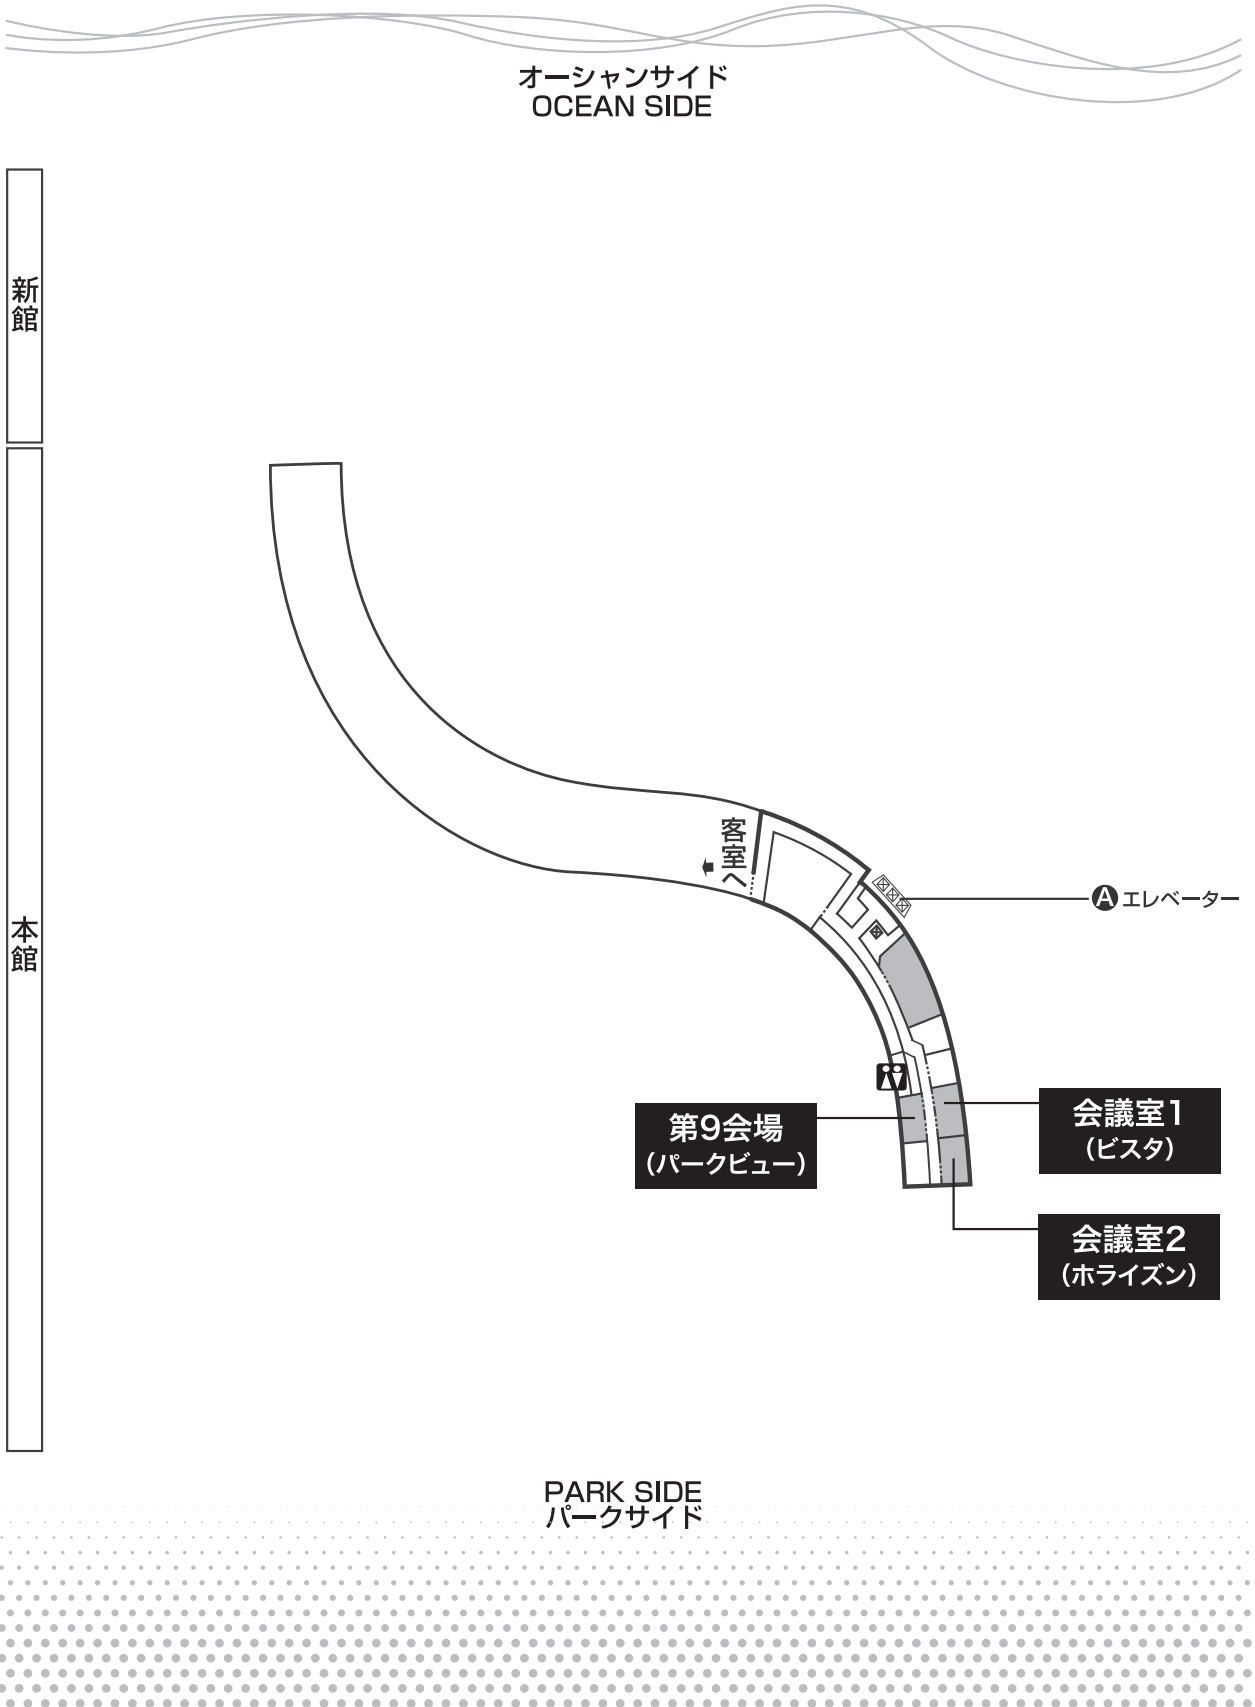 オーシャンサイド
OCEAN SIDE
新館
本館
客室へ
A エレベーター
第9会場
(パークビュー)
会議室1
(ビスタ)
会議室2
(ホライズン)
PARK SIDE
パークサイド